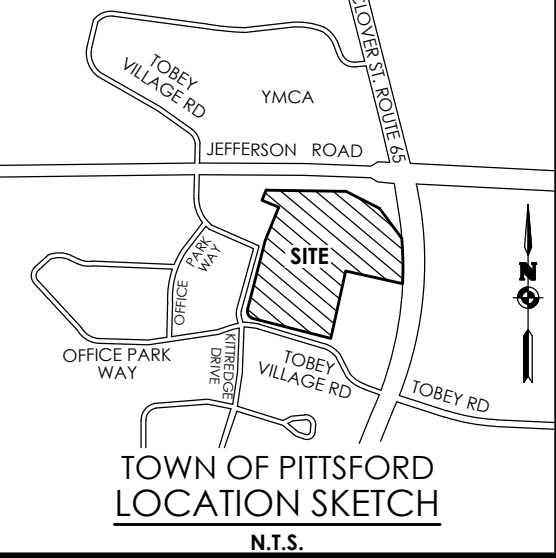 CLOVER ST. ROUTE 65
TOBEY
VILLAGE RD
YMCA
JEFFERSON ROAD
PARK
WAY
OFFICE
SITE
N
OFFICE PARK
WAY
KITTREDGE
DRIVE
TOBEY
VILLAGE RD
TOBEY RD
TOWN OF PITTSFORD
LOCATION SKETCH
N.T.S.